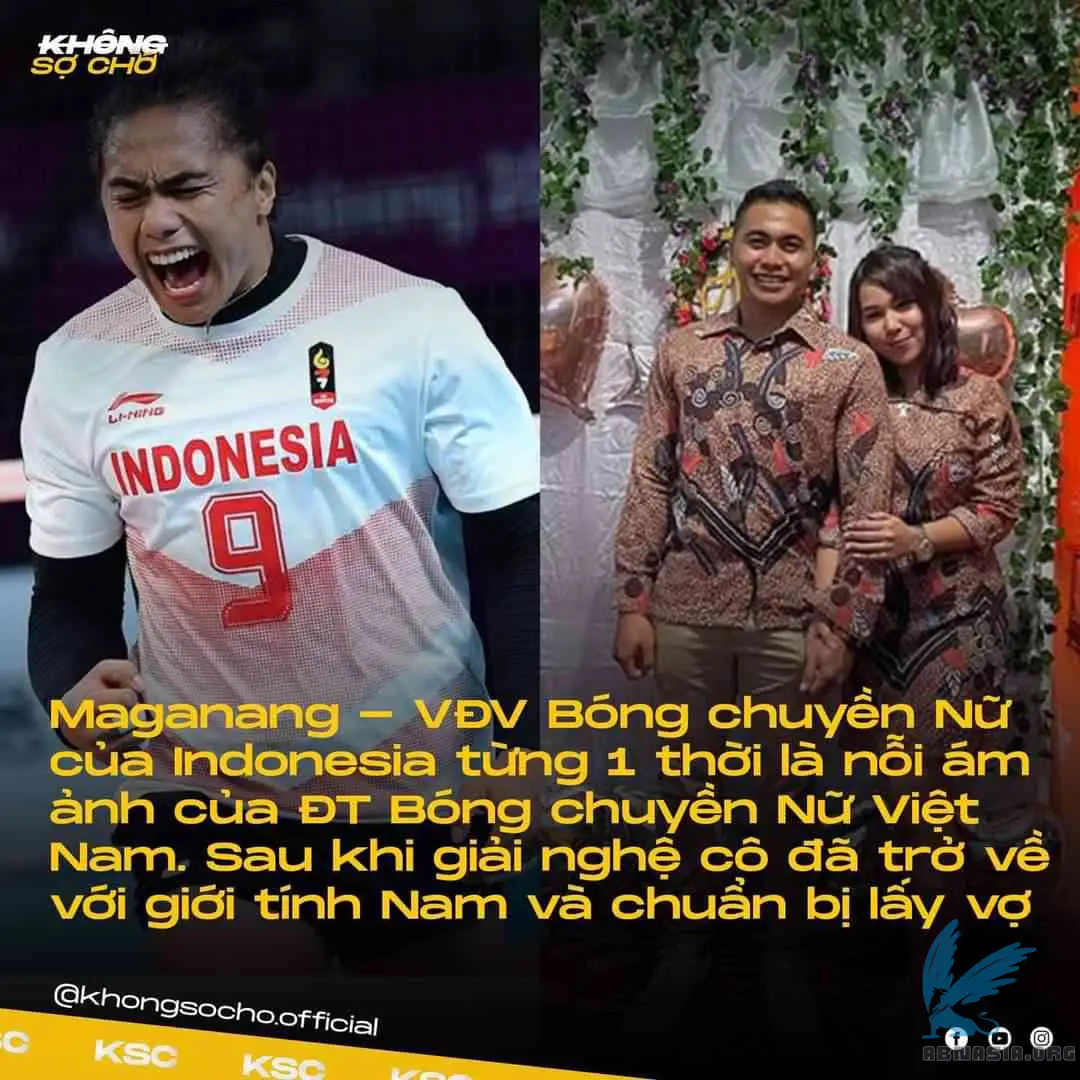 KHÔNG
SỢ CHÓ
LI-NING
INDONESIA
9
Maganang – VĐV Bóng chuyền Nữ
của Indonesia từng 1 thời là nỗi ám
ảnh của ĐT Bóng chuyền Nữ Việt
Nam. Sau khi giải nghệ cô đã trở về
với giới tính Nam và chuẩn bị lấy vợ
@khongsocho.official
SC KSC KSC KSC
ABWASIA.ORG